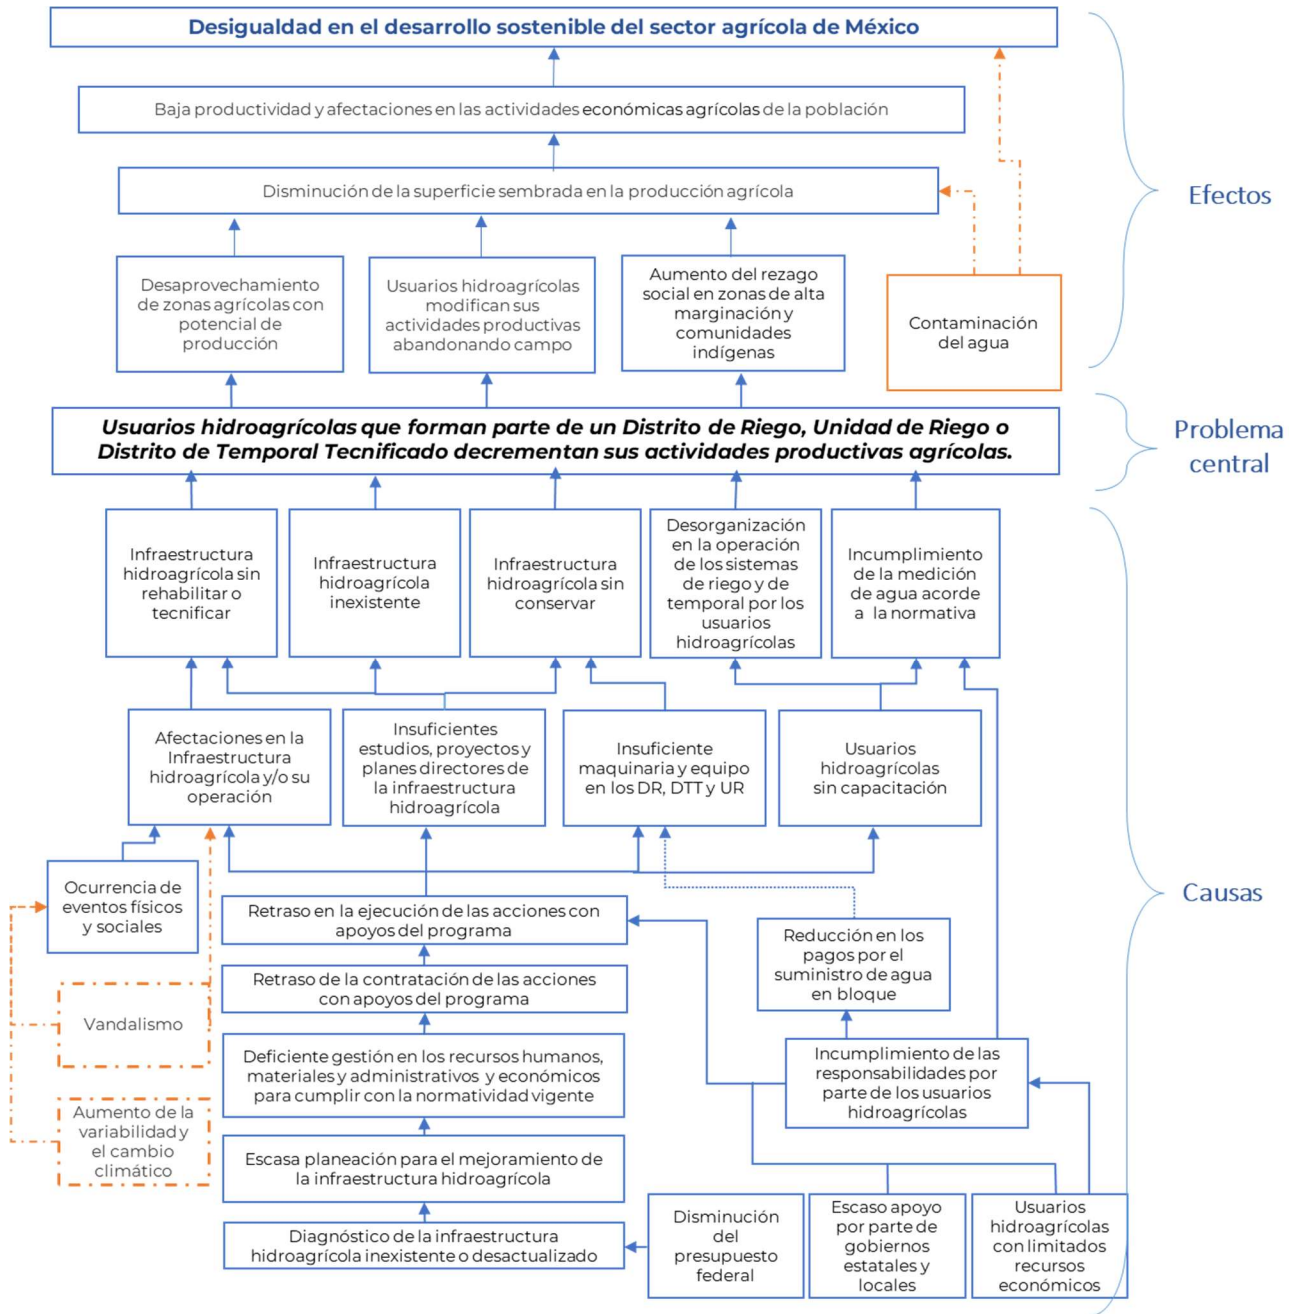 Desigualdad en el desarrollo sostenible del sector agrícola de México
Baja productividad y afectaciones en las actividades económicas agrícolas de la población
Disminución de la superficie sembrada en la producción agrícola
Efectos
Desaprovechamiento
de zonas agrícolas con
potencial de
producción
Usuarios hidroagrícolas
modifican sus
actividades productivas
abandonando campo
Aumento del rezago
social en zonas de alta
marginación y
comunidades
indígenas
Contaminación
del agua
Usuarios hidroagrícolas que forman parte de un Distrito de Riego, Unidad de Riego o
Distrito de Temporal Tecnificado decrementan sus actividades productivas agrícolas.
Problema
central
Infraestructura
hidroagrícola sin
rehabilitar o
tecnificar
Infraestructura
hidroagrícola
inexistente
Infraestructura
hidroagrícola sin
conservar
Desorganización
en la operación
de los sistemas
de riego y de
temporal por los
usuarios
hidroagrícolas
Incumplimiento
de la medición
de agua acorde
a la normativa
Afectaciones en la
Infraestructura
hidroagrícola y/o su
operación
Insuficientes
estudios, proyectos y
planes directores de
la infraestructura
hidroagrícola
Insuficiente
maquinaria y equipo
en los DR, DTT y UR
Usuarios
hidroagrícolas
sin capacitación
Causas
Ocurrencia de
eventos físicos
y sociales
Retraso en la ejecución de las acciones con
apoyos del programa
Reducción en los
pagos por el
suministro de agua
en bloque
Retraso de la contratación de las acciones
con apoyos del programa
Vandalismo
Deficiente gestión en los recursos humanos,
materiales y administrativos y económicos
para cumplir con la normatividad vigente
Incumplimiento de las
responsabilidades por
parte de los usuarios
hidroagrícolas
Aumento de la
variabilidad y
el cambio
climático
Escasa planeación para el mejoramiento de
la infraestructura hidroagrícola
Diagnóstico de la infraestructura
hidroagrícola inexistente o desactualizado
Disminución
del
presupuesto
federal
Escaso apoyo
por parte de
gobiernos
estatales y
locales
Usuarios
hidroagrícolas
con limitados
recursos
económicos